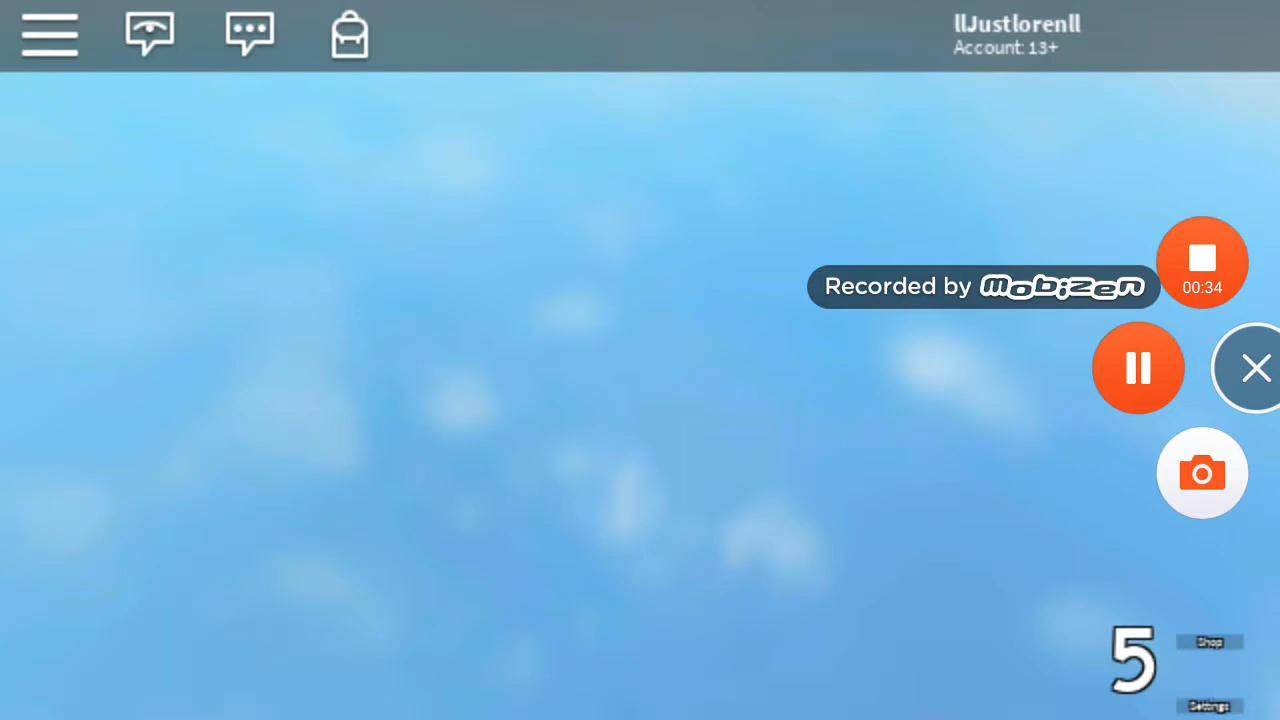 llJustlorenll
Account: 13+
Recorded by Mobizen
00:34
5
Shop
Settings